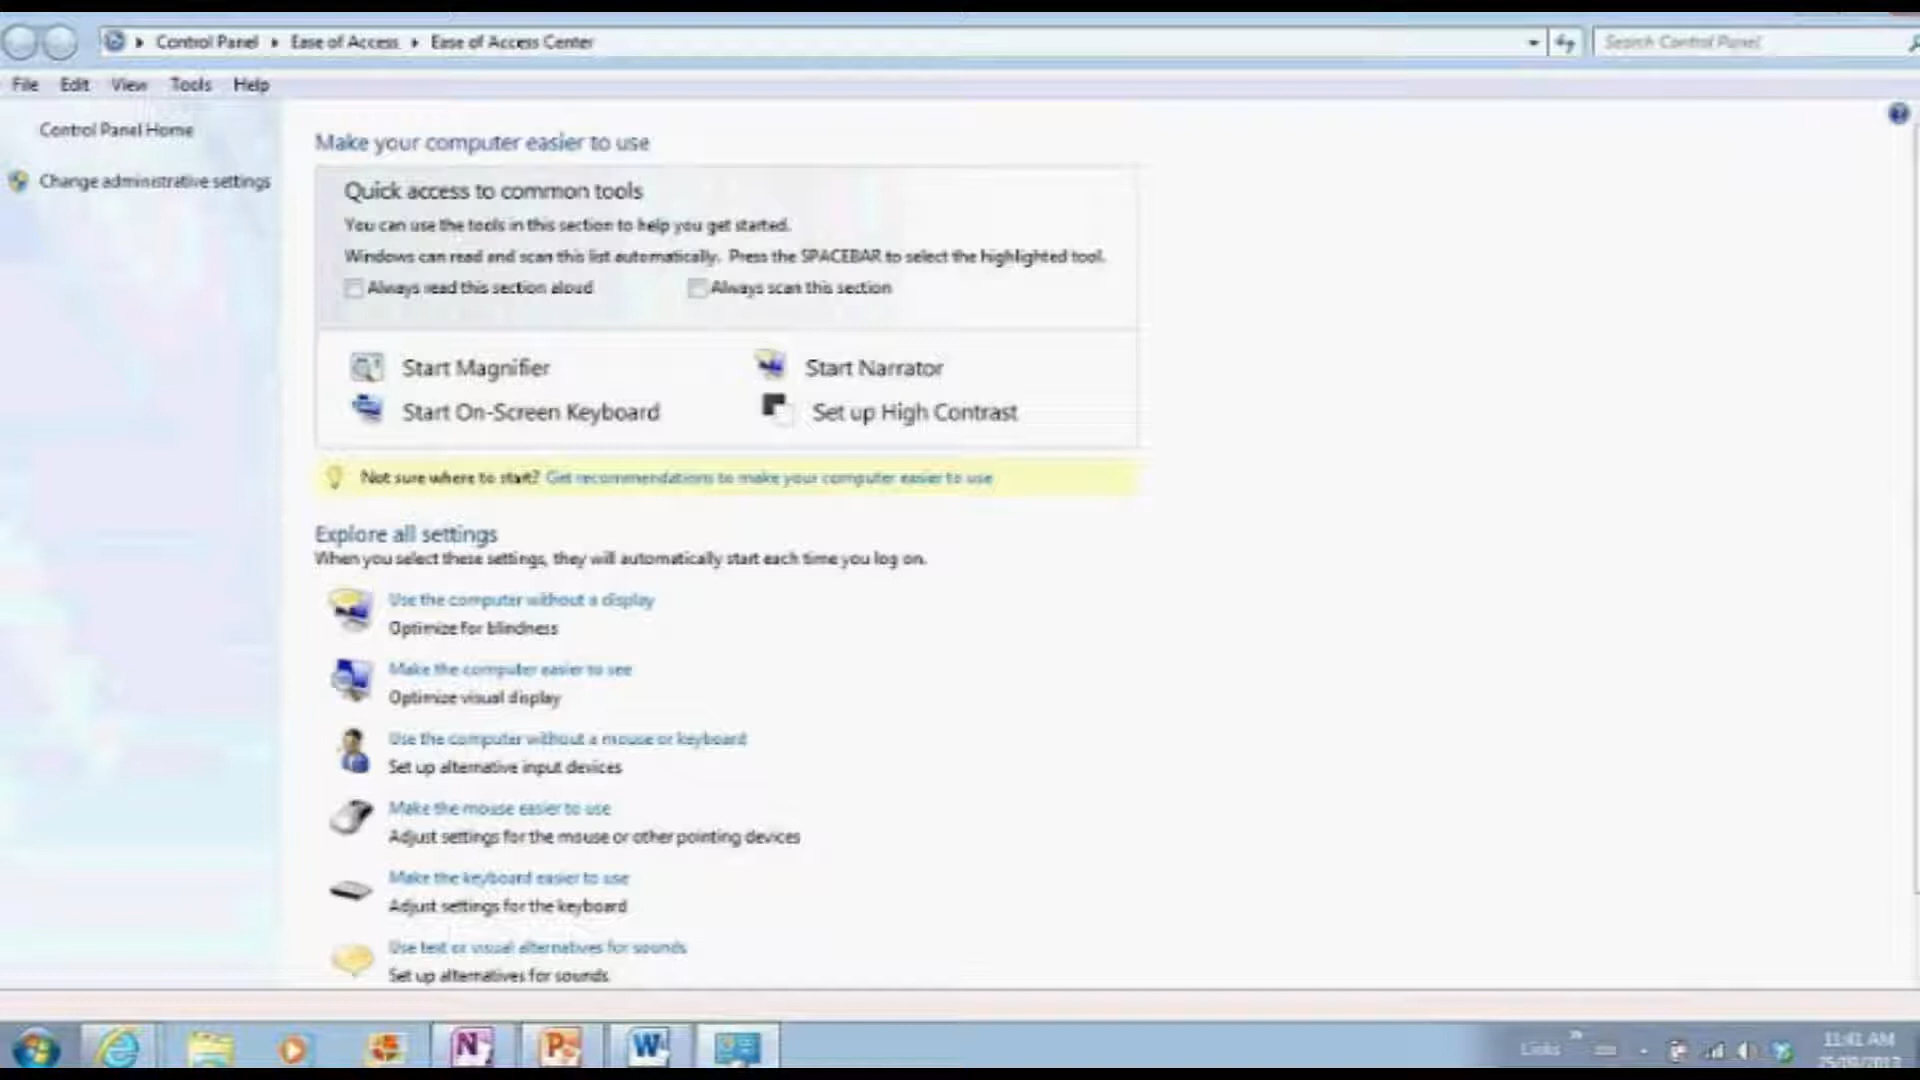 Control Panel Ease of Access Ease of Access Center
Search Control Panel
File Edit View Tools Help
Control Panel Home
Change administrative settings
Make your computer easier to use
Quick access to common tools
You can use the tools in this section to help you get started.
Windows can read and scan this list automatically. Press the SPACEBAR to select the highlighted tool.
Always read this section aloud
Always scan this section
Start Magnifier
Start Narrator
Start On-Screen Keyboard
Set up High Contrast
Not sure where to start? Get recommendations to make your computer easier to use
Explore all settings
When you select these settings, they will automatically start each time you log on.
Use the computer without a display
Optimize for blindness
Make the computer easier to see
Optimize visual display
Use the computer without a mouse or keyboard
Set up alternative input devices
Make the mouse easier to use
Adjust settings for the mouse or other pointing devices
Make the keyboard easier to use
Adjust settings for the keyboard
Use text or visual alternatives for sounds
Set up alternatives for sounds
Links
11:41 AM